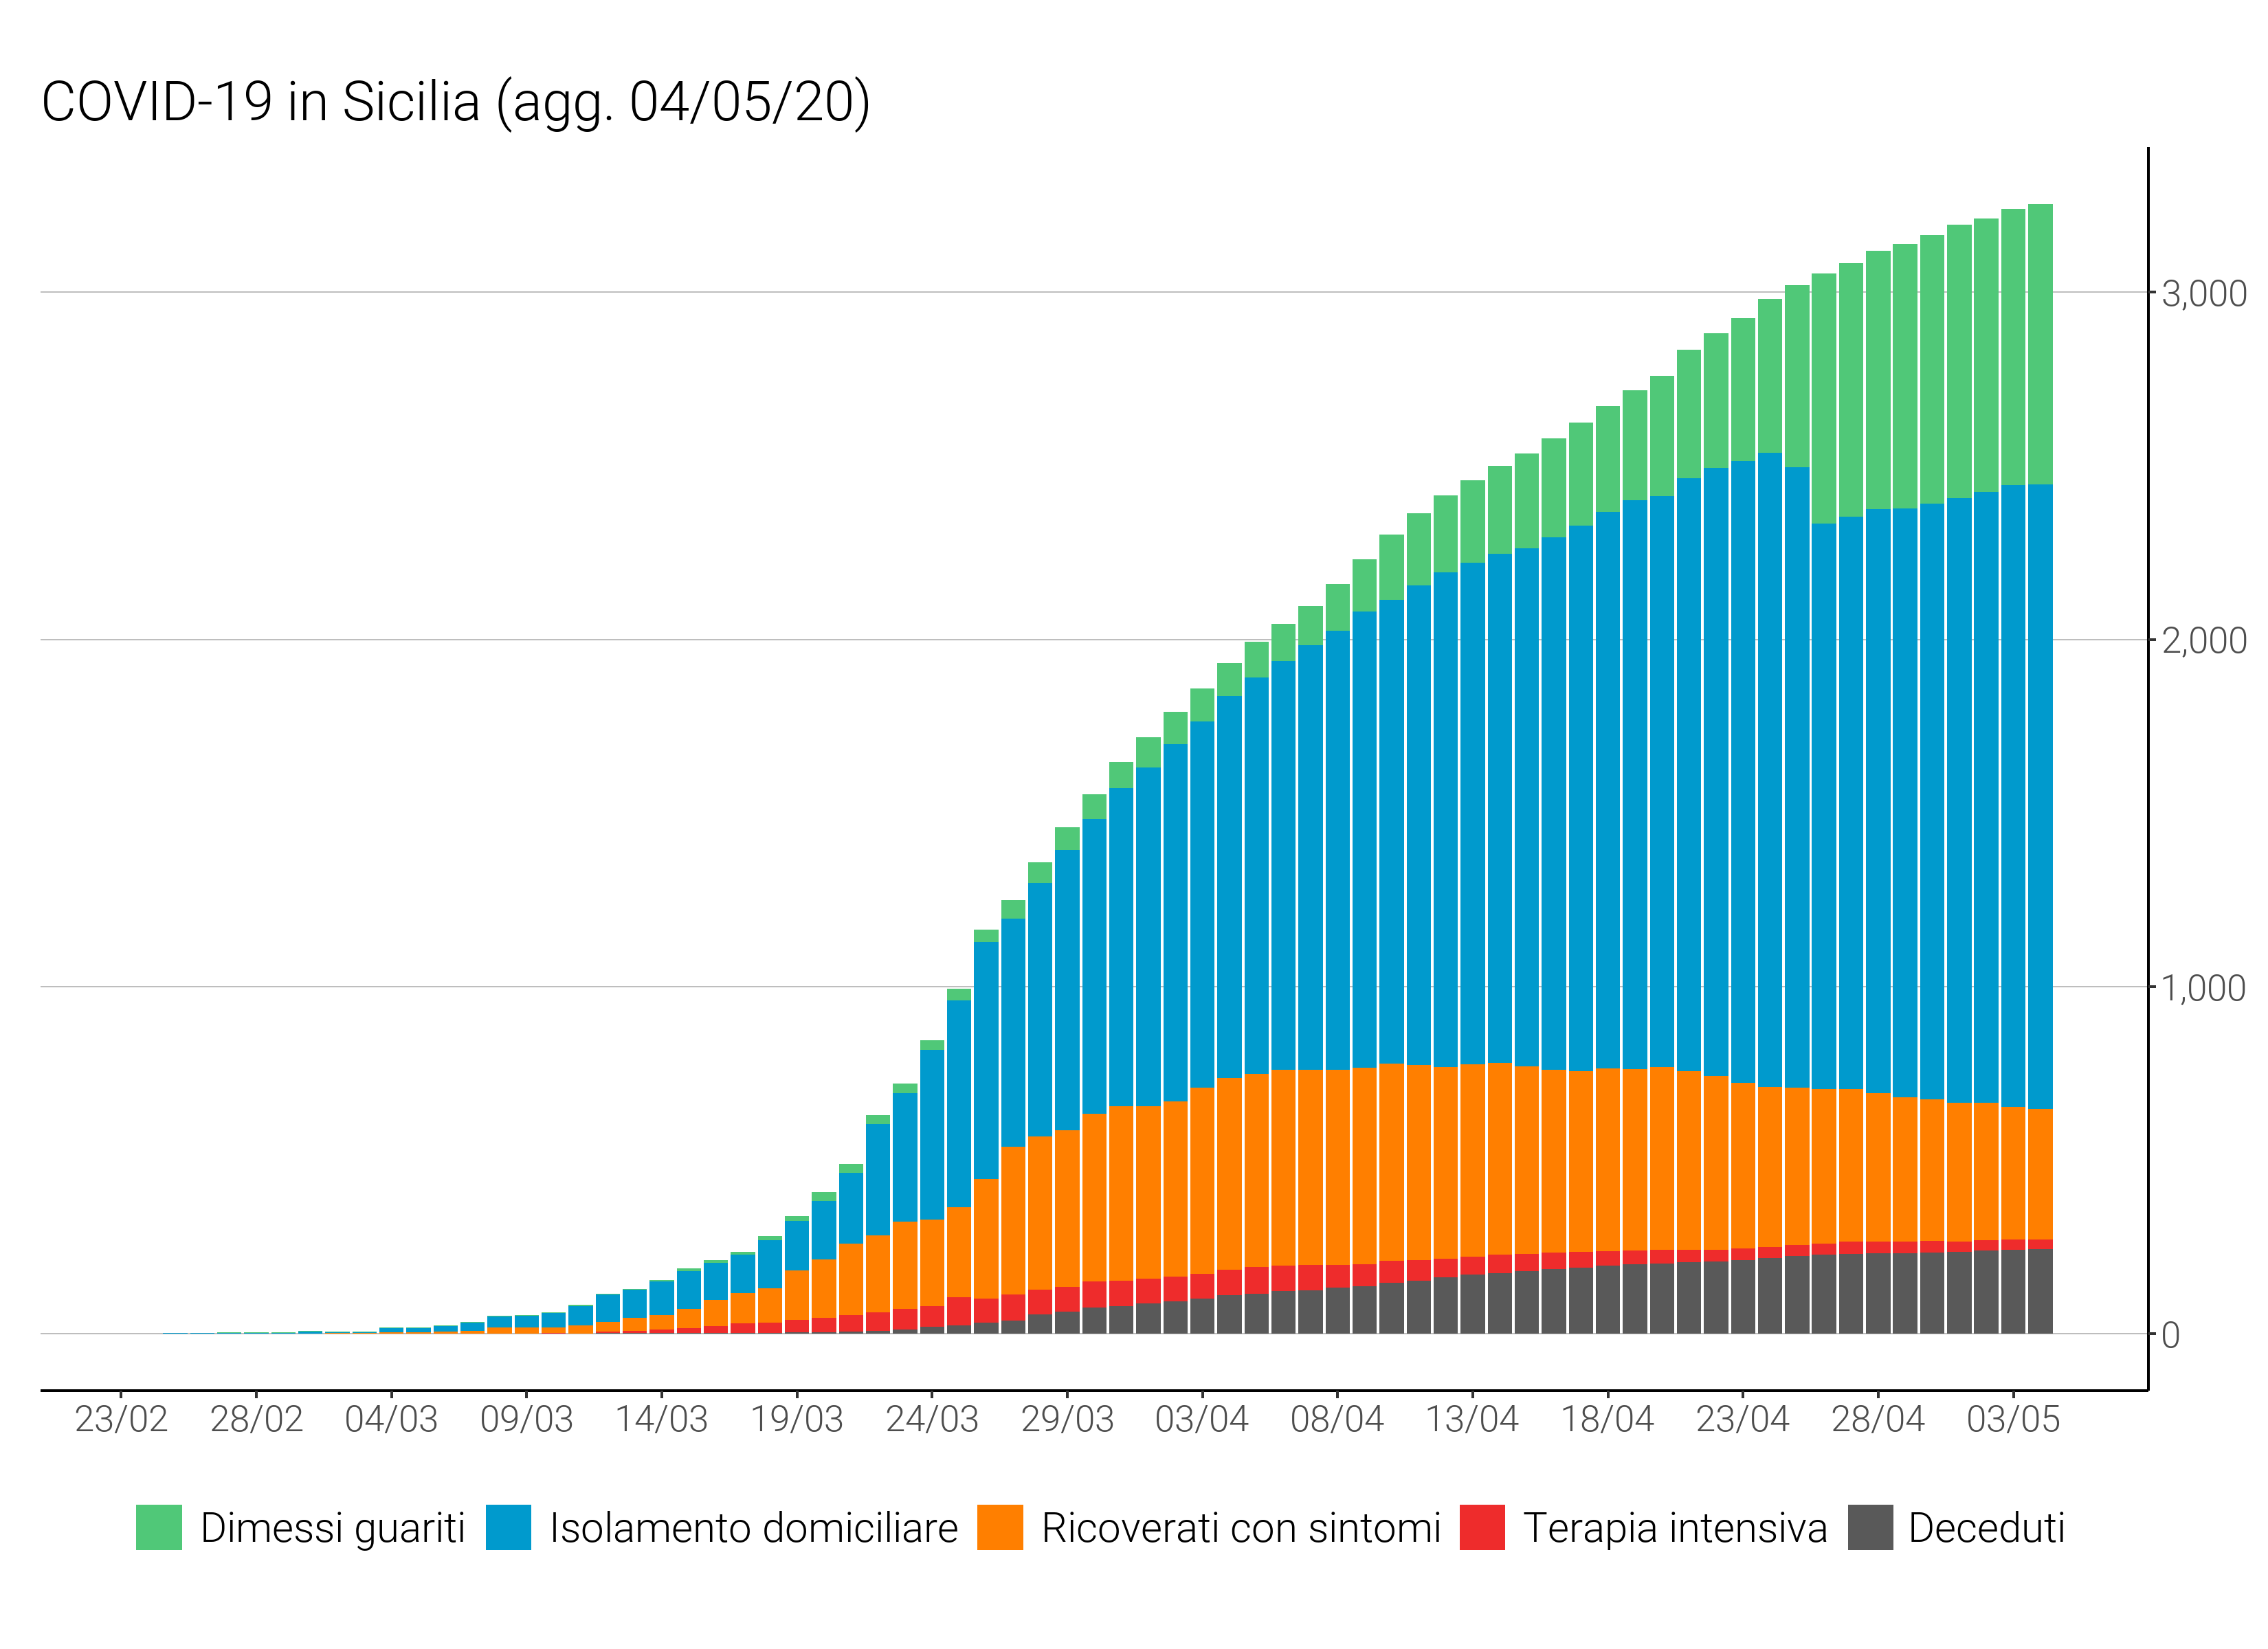 COVID-19 in Sicilia (agg. 04/05/20)
3,000
2,000
1,000
0
23/02 28/02 04/03 09/03 14/03 19/03 24/03 29/03 03/04 08/04 13/04 18/04 23/04 28/04 03/05
Dimessi guariti Isolamento domiciliare Ricoverati con sintomi Terapia intensiva Deceduti